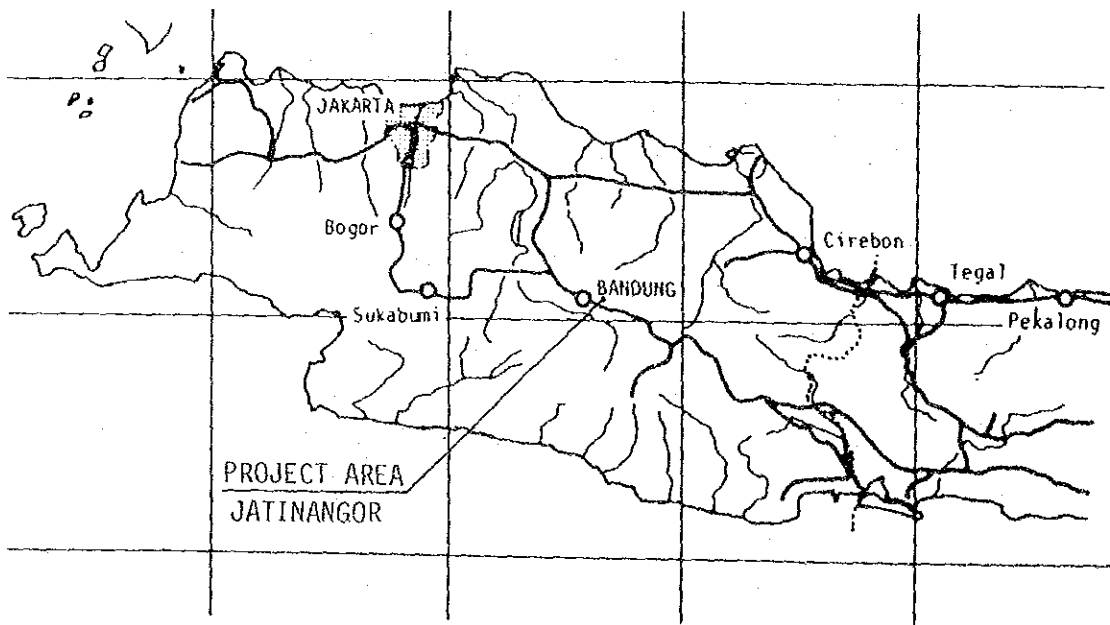 JAKARTA
Bogor
Cirebon
Tegal
BANDUNG
Sukabumi
Pekalong
PROJECT AREA
JATINANGOR